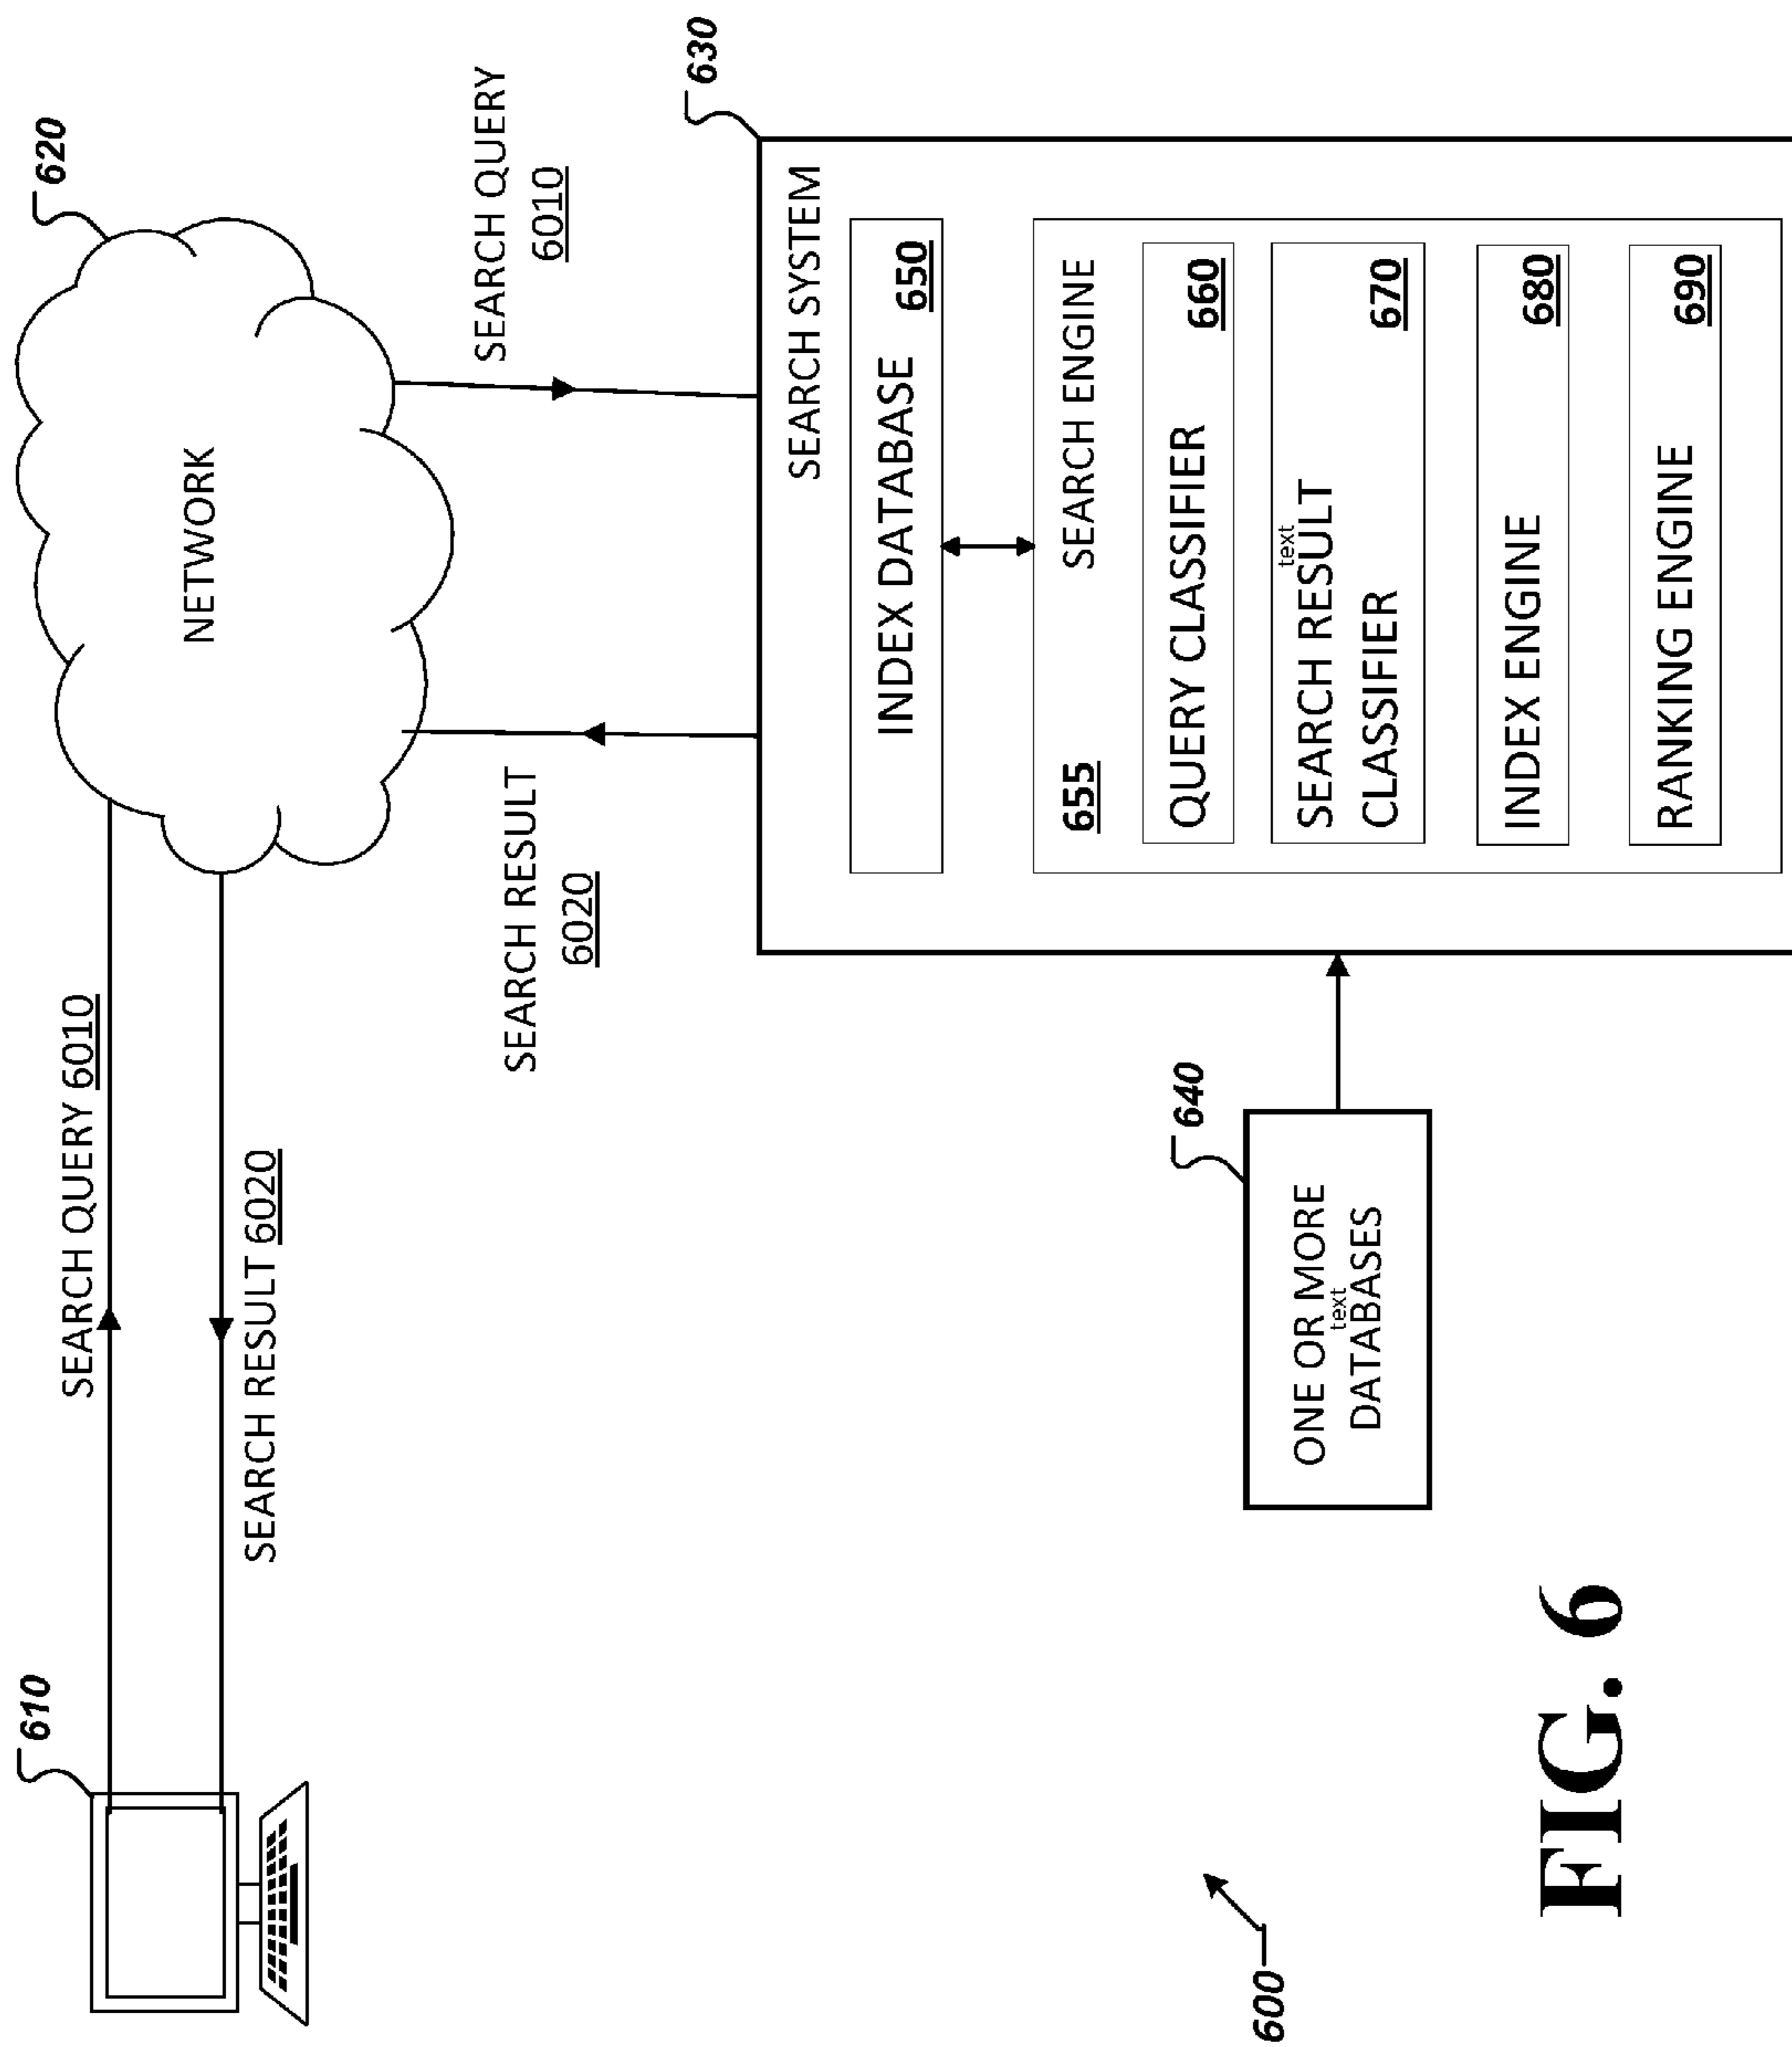 610
SEARCH QUERY 6010
SEARCH RESULT 6020
620
NETWORK
SEARCH RESULT
6020
SEARCH QUERY
6010
630
SEARCH SYSTEM
INDEX DATABASE 650
655 SEARCH ENGINE
QUERY CLASSIFIER 660
text
SEARCH RESULT
CLASSIFIER 670
INDEX ENGINE 680
RANKING ENGINE 690
640
ONE OR MORE
text
DATABASES
600
FIG. 6